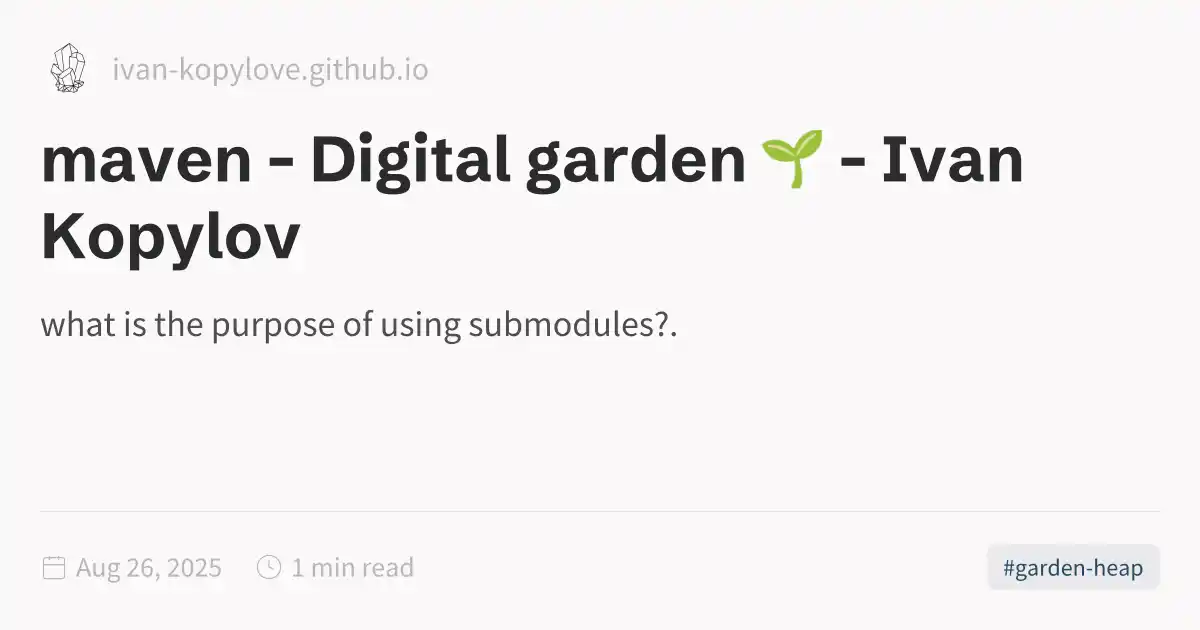 ivan-kopylove.github.io
maven - Digital garden 🌱 - Ivan
Kopylov
what is the purpose of using submodules?.
Aug 26, 2025 1 min read #garden-heap